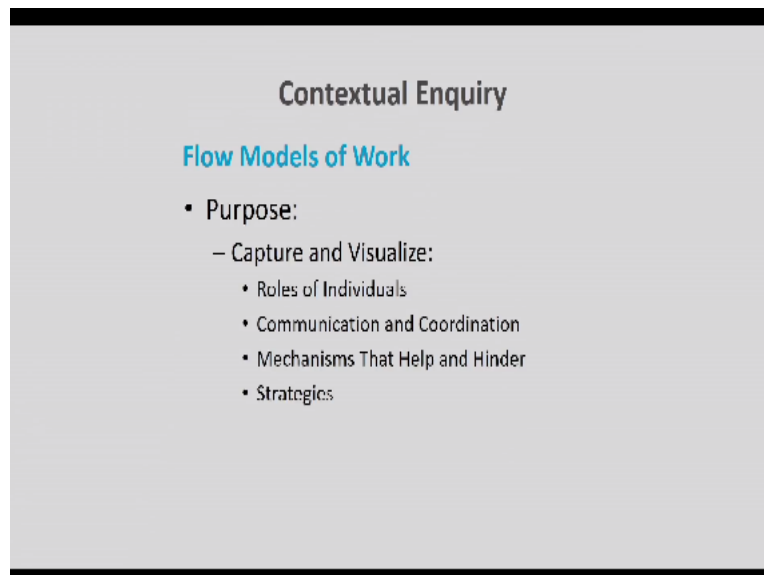 Contextual Enquiry
Flow Models of Work
• Purpose:
– Capture and Visualize:
• Roles of Individuals
• Communication and Coordination
• Mechanisms That Help and Hinder
• Strategies